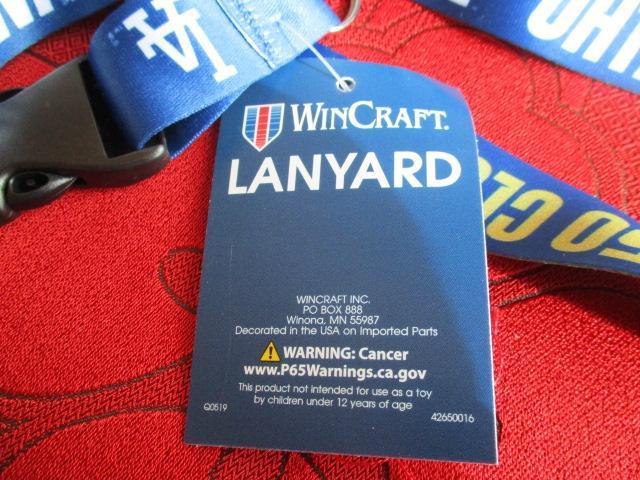 LA
WINCRAFT.
LANYARD
WINCRAFT INC.
PO BOX 888
Winona, MN 55987
Decorated in the USA on Imported Parts
WARNING: Cancer
www.P65Warnings.ca.gov
This product not intended for use as a toy
by children under 12 years of age
Q0519 42650016